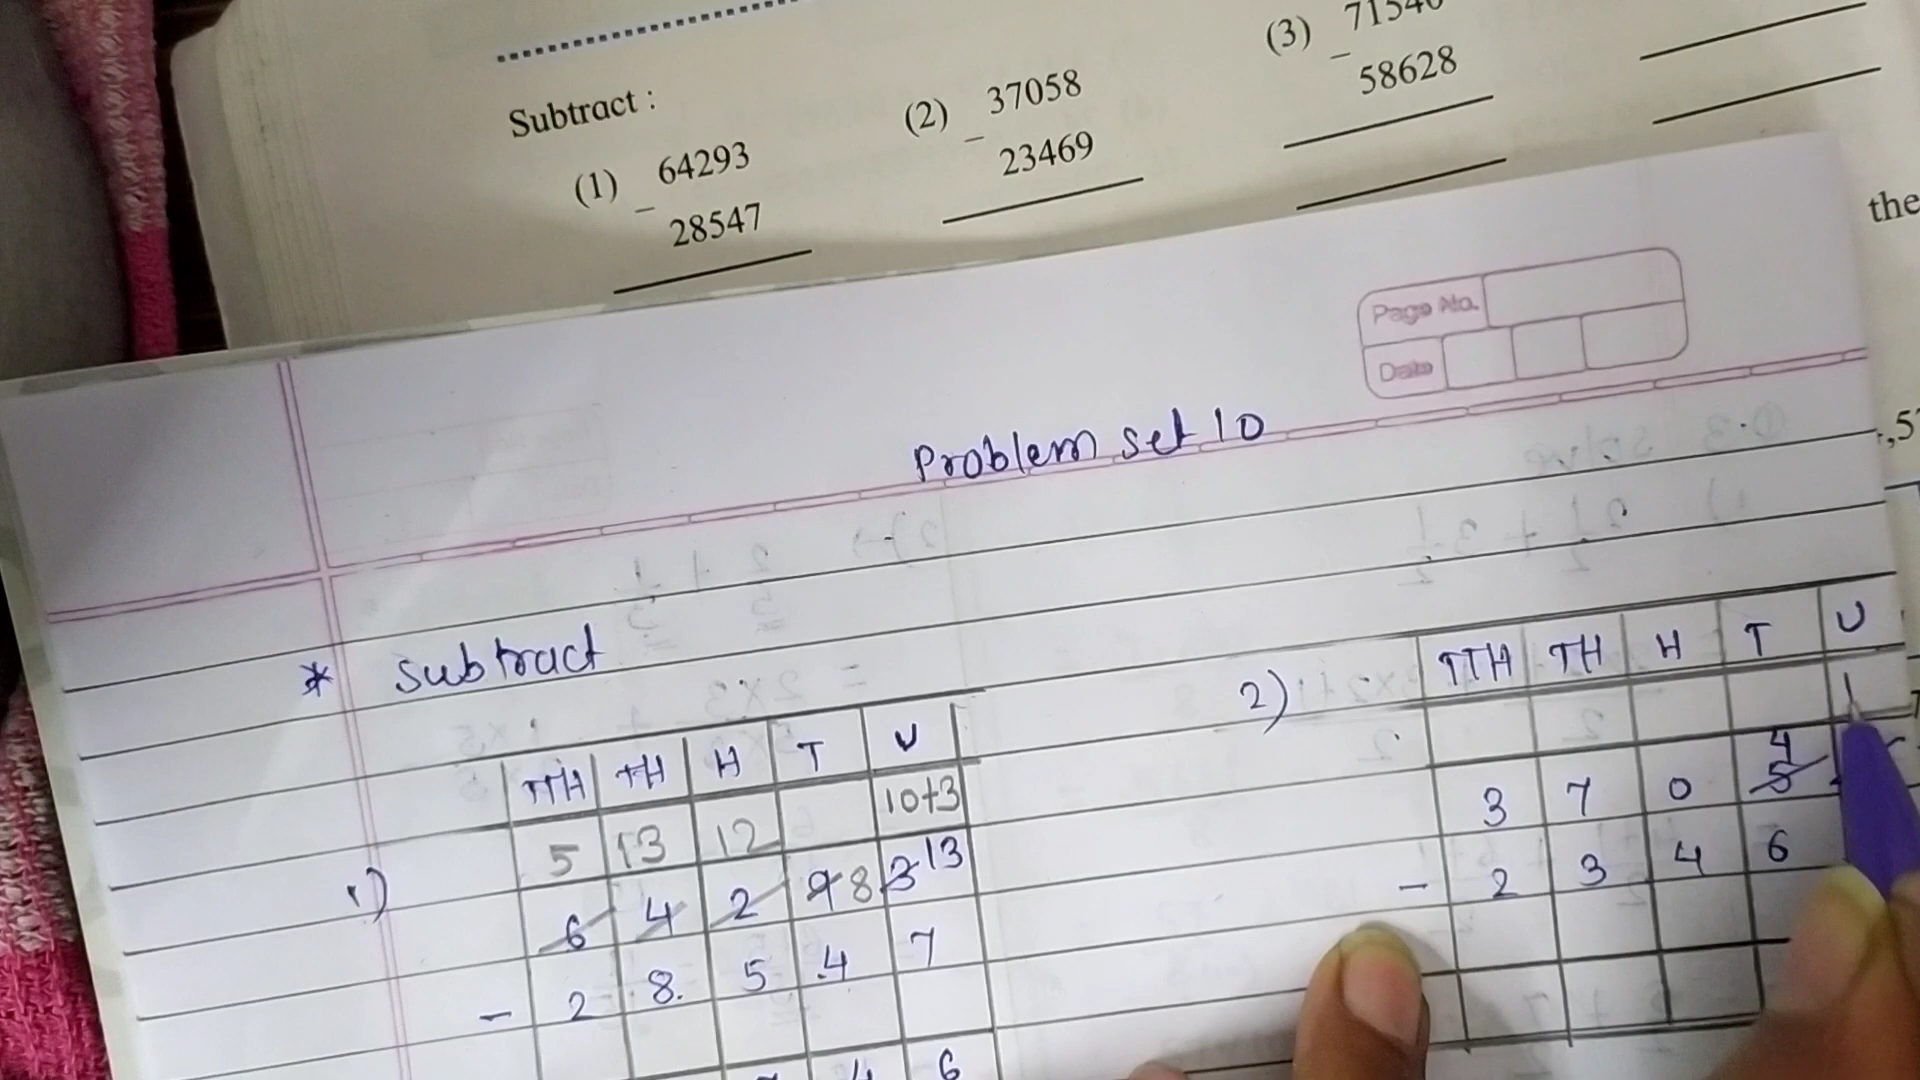 Subtract :
(1) 64293
- 28547
(2) 37058
- 23469
(3)
- 58628
the
Page No.
Date
Problem set 10
* Subtract
1)
TTH TH H T U
5 13 12 10+3
6 4 2 9 8 3 13
- 2 8 5 4 7
4 6
2)
TTH TH H T U
1
4
3 7 0 5
- 2 3 4 6